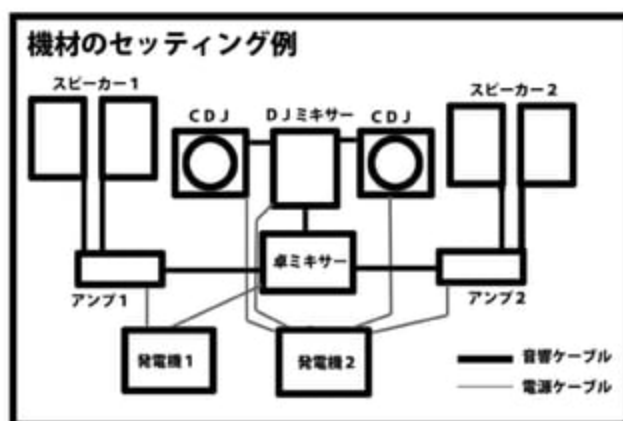 機材のセッティング例
スピーカー1
CDJ
DJミキサー
CDJ
スピーカー2
卓ミキサー
アンプ1
アンプ2
発電機1
発電機2
音響ケーブル
電源ケーブル